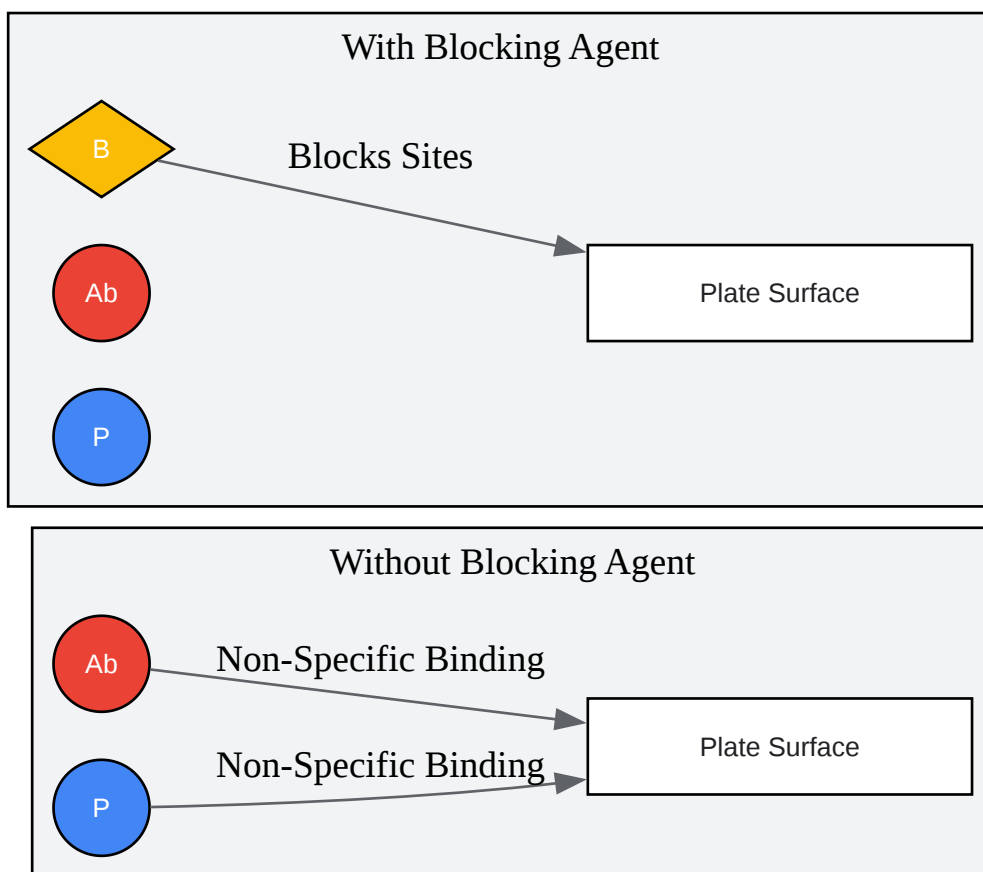 With Blocking Agent
B
Blocks Sites
Ab
Plate Surface
P
Without Blocking Agent
Ab
Non-Specific Binding
Plate Surface
Non-Specific Binding
P